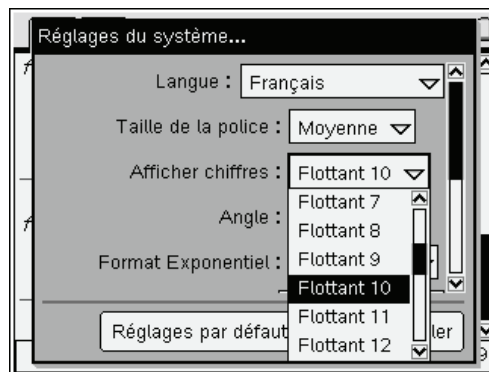 Réglages du système...
Langue : Français
Taille de la police : Moyenne
Afficher chiffres : Flottant 10
Flottant 7
Angle :
Flottant 8
Flottant 9
Format Exponentiel :
Flottant 10
Flottant 11
Réglages par défaut
ler
Flottant 12